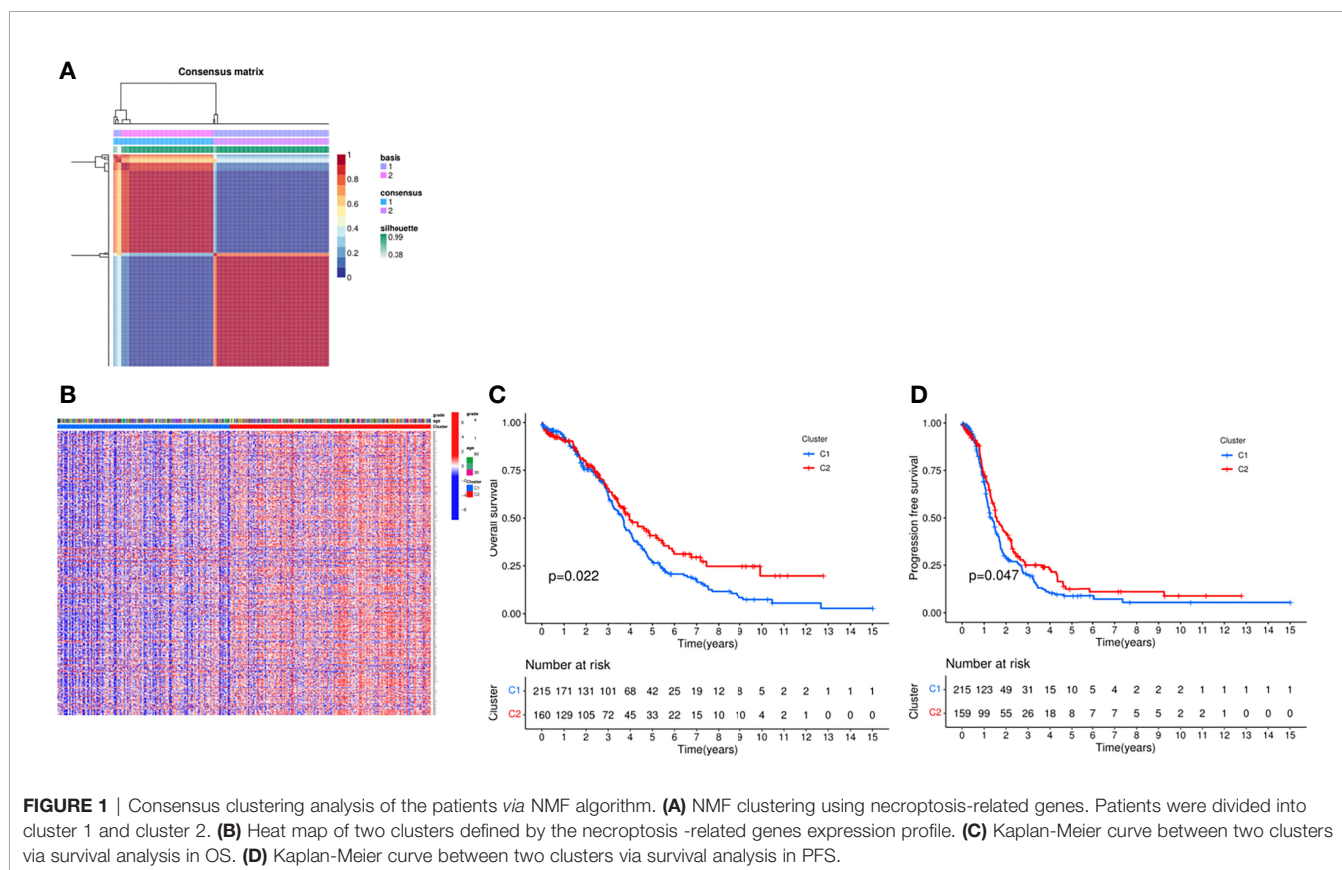 A
Consensus matrix
basis
1
2
consensus
1
2
silhouette
0.99
0.38
1
0.8
0.6
0.4
0.2
0
B
grade
age
Cluster
grade
age
Cluster
C1
C2
C
Overall survival
1.00
0.75
0.50
0.25
0.00
p=0.022
Cluster
C1
C2
0 1 2 3 4 5 6 7 8 9 10 11 12 13 14 15
Time(years)
Number at risk
Cluster
C1 215 171 131 101 68 42 25 19 12 8 5 2 2 1 1 1
C2 160 129 105 72 45 33 22 15 10 10 4 2 1 0 0 0
0 1 2 3 4 5 6 7 8 9 10 11 12 13 14 15
Time(years)
D
Progression free survival
1.00
0.75
0.50
0.25
0.00
p=0.047
Cluster
C1
C2
0 1 2 3 4 5 6 7 8 9 10 11 12 13 14 15
Time(years)
Number at risk
Cluster
C1 215 123 49 31 15 10 5 4 2 2 2 1 1 1 1 1
C2 159 99 55 26 18 8 7 7 5 5 2 2 1 0 0 0
0 1 2 3 4 5 6 7 8 9 10 11 12 13 14 15
Time(years)
FIGURE 1 | Consensus clustering analysis of the patients via NMF algorithm. (A) NMF clustering using necroptosis-related genes. Patients were divided into
cluster 1 and cluster 2. (B) Heat map of two clusters defined by the necroptosis -related genes expression profile. (C) Kaplan-Meier curve between two clusters
via survival analysis in OS. (D) Kaplan-Meier curve between two clusters via survival analysis in PFS.